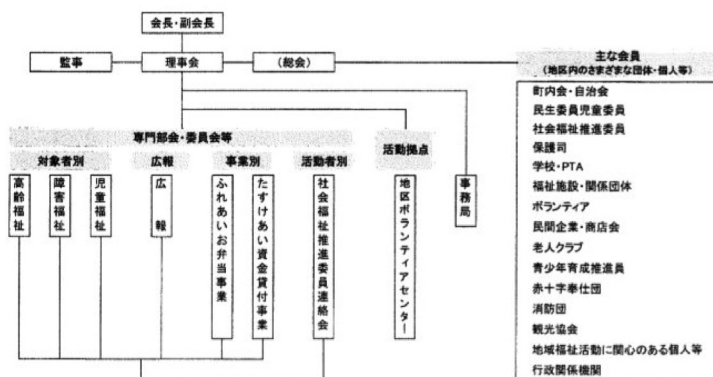 会長・副会長
監事
理事会
(総会)
主な会員
(地区内のさまざまな団体・個人等)
町内会・自治会
民生委員児童委員
社会福祉推進委員
保護司
学校・PTA
福祉施設・関係団体
ボランティア
民間企業・商店会
老人クラブ
青少年育成推進員
赤十字奉仕団
消防団
観光協会
地域福祉活動に関心のある個人等
行政関係機関
専門部会・委員会等
活動拠点
対象者別
広報
事業別
活動者別
高齢福祉
障害福祉
児童福祉
広報
ふれあいお弁当事業
たすけあい資金貸付事業
社会福祉推進委員連絡会
地区ボランティアセンター
事務局